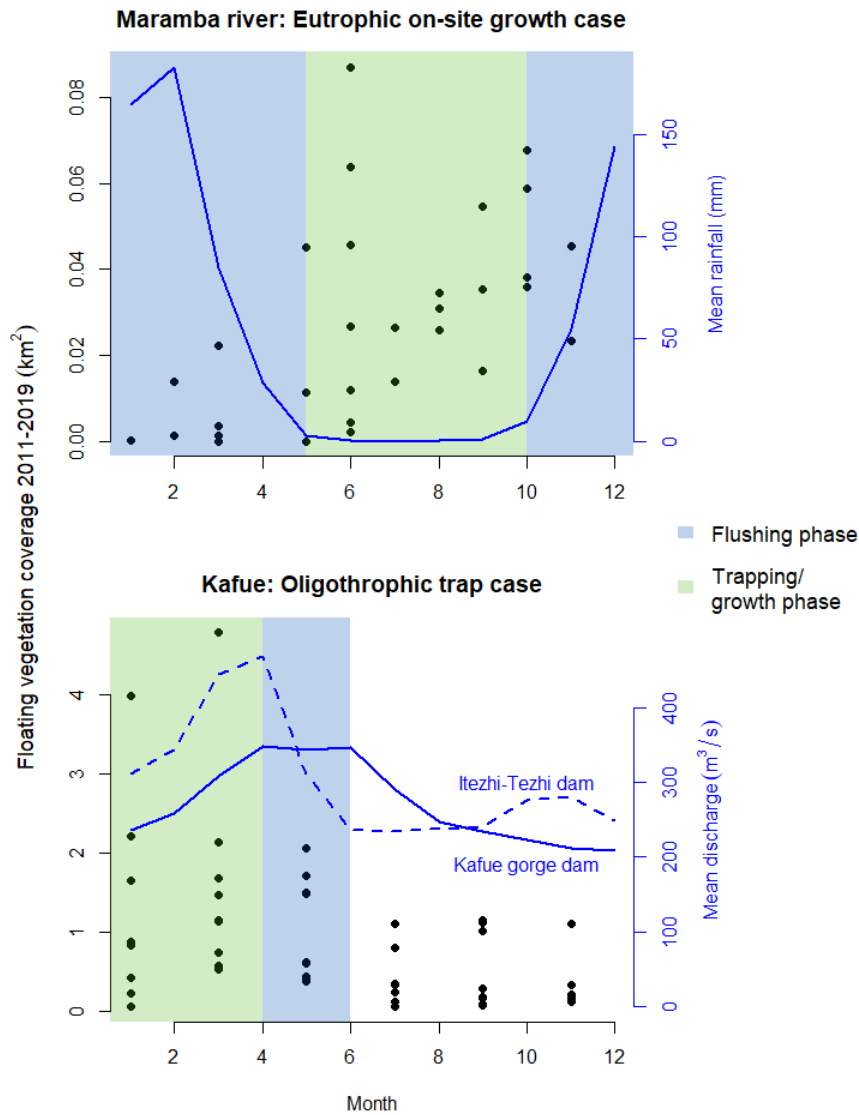 Maramba river: Eutrophic on-site growth case
0.00 0.02 0.04 0.06 0.08
0 50 100 150
Mean rainfall (mm)
2 4 6 8 10 12
Floating vegetation coverage 2011-2019 (km²)
Flushing phase
Trapping/
growth phase
Kafue: Oligothrophic trap case
0 1 2 3 4
0 100 200 300 400
Mean discharge (m³/s)
Itezhi-Tezhi dam
Kafue gorge dam
2 4 6 8 10 12
Month